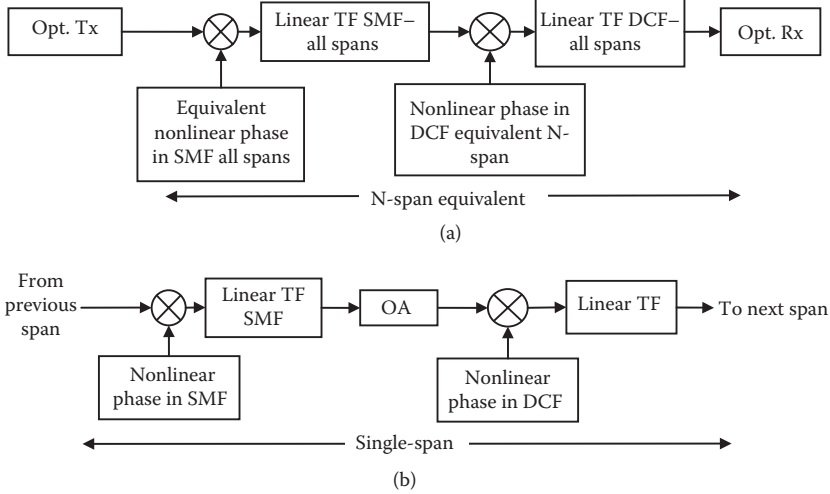 Opt. Tx
Linear TF SMF–
all spans
Linear TF DCF–
all spans
Opt. Rx
Equivalent
nonlinear phase
in SMF all spans
Nonlinear phase in
DCF equivalent N-
span
N-span equivalent
(a)
From
previous
span
Linear TF
SMF
OA
Linear TF
To next span
Nonlinear
phase in SMF
Nonlinear
phase in DCF
Single-span
(b)